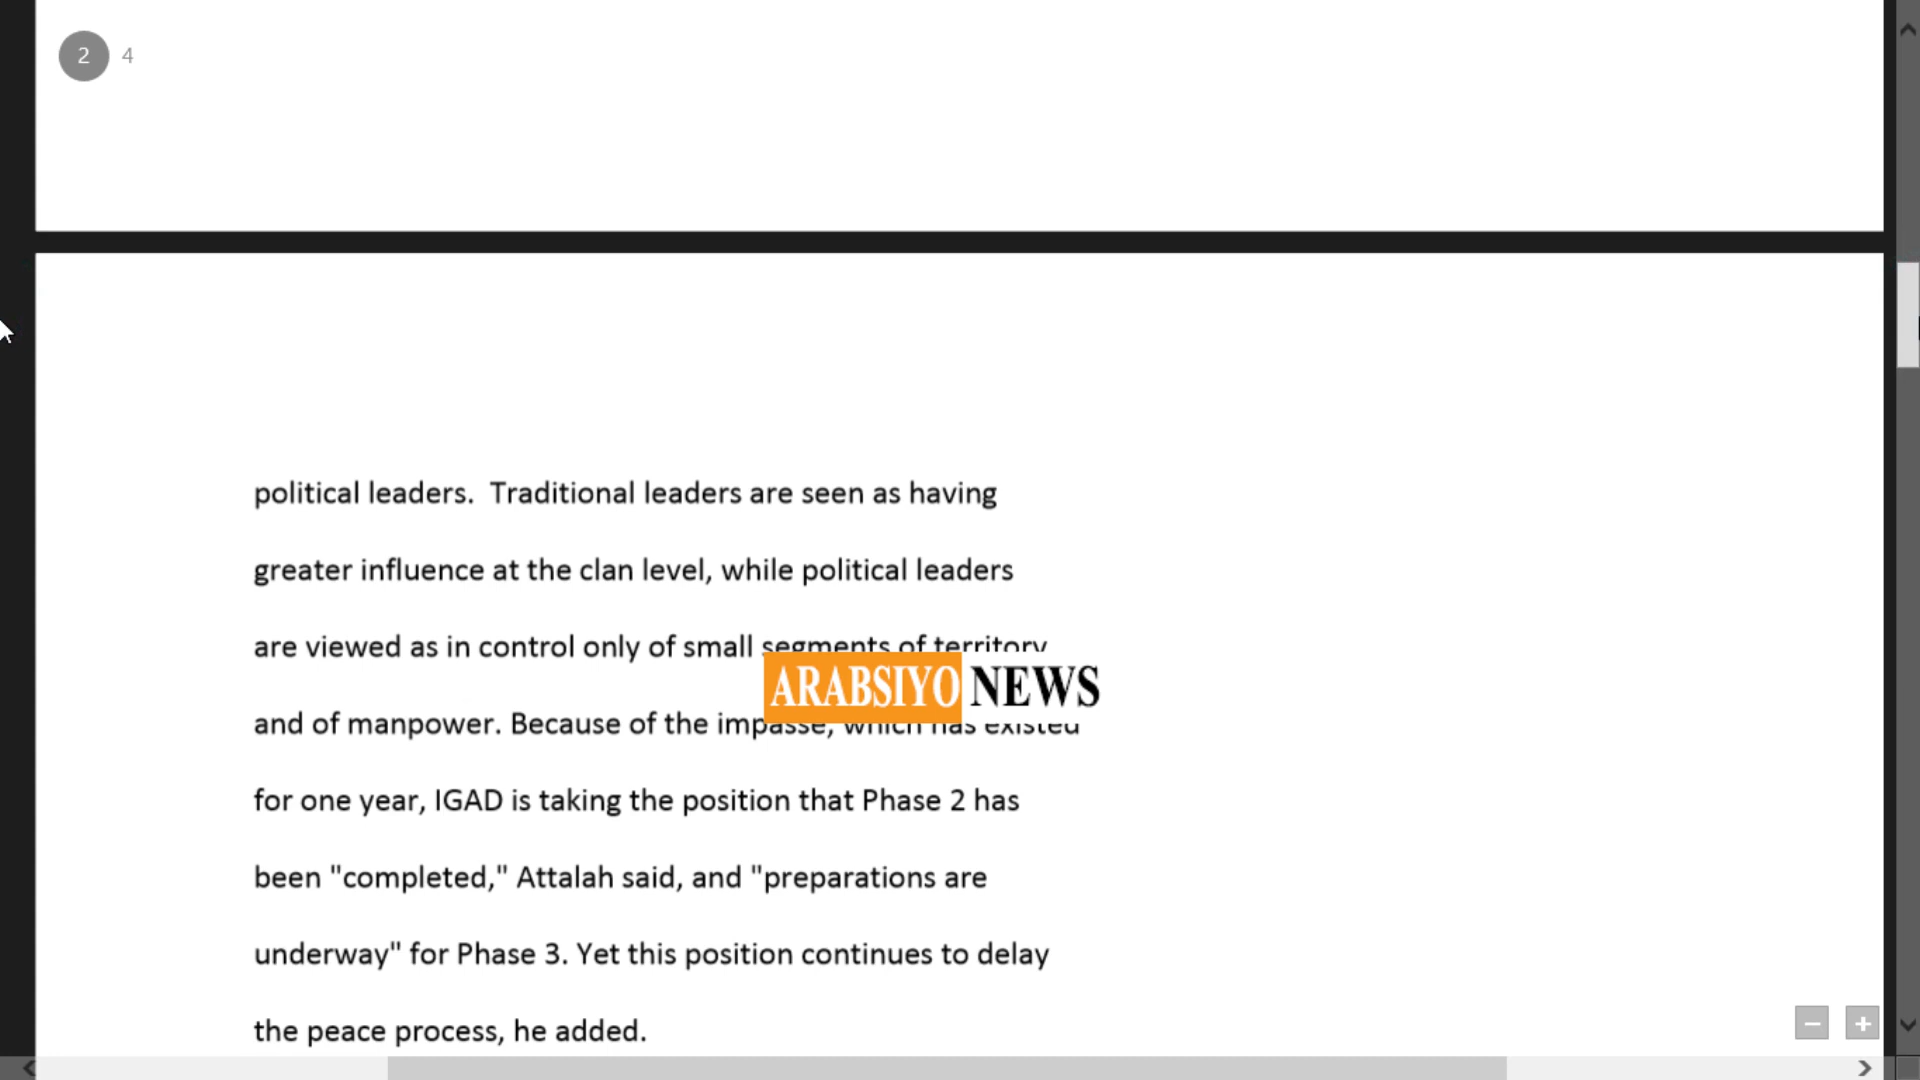 2 4
political leaders. Traditional leaders are seen as having
greater influence at the clan level, while political leaders
are viewed as in control only of small segments of territory
ARABSIYO NEWS
and of manpower. Because of the impasse, which has existed
for one year, IGAD is taking the position that Phase 2 has
been "completed," Attalah said, and "preparations are
underway" for Phase 3. Yet this position continues to delay
the peace process, he added.